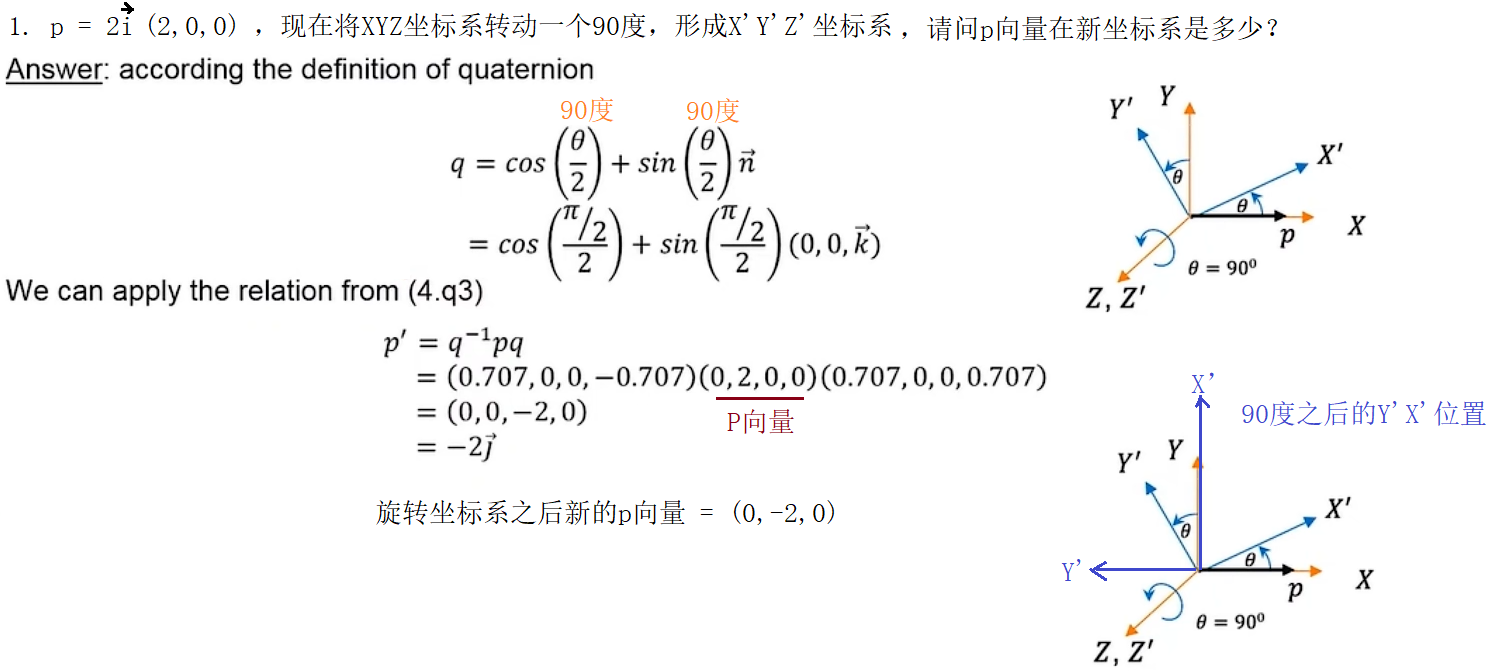 1. p = 2i⃗ (2,0,0) ，现在将XYZ坐标系转动一个90度，形成X'Y'Z'坐标系，请问p向量在新坐标系是多少？
Answer: according the definition of quaternion
90度 90度
q = cos(θ/2) + sin(θ/2) n⃗
= cos((π/2)/2) + sin((π/2)/2) (0,0,k⃗)
We can apply the relation from (4.q3)
p′ = q⁻¹pq
= (0.707,0,0,−0.707)(0,2,0,0)(0.707,0,0,0.707)
P向量
= (0,0,−2,0)
= −2j⃗
旋转坐标系之后新的p向量 = (0,-2,0)
Y′ Y
X′
θ
θ
p X
θ = 90⁰
Z, Z′
X’
90度之后的Y'X'位置
Y′ Y
X′
θ
θ
Y'
p X
θ = 90⁰
Z, Z′